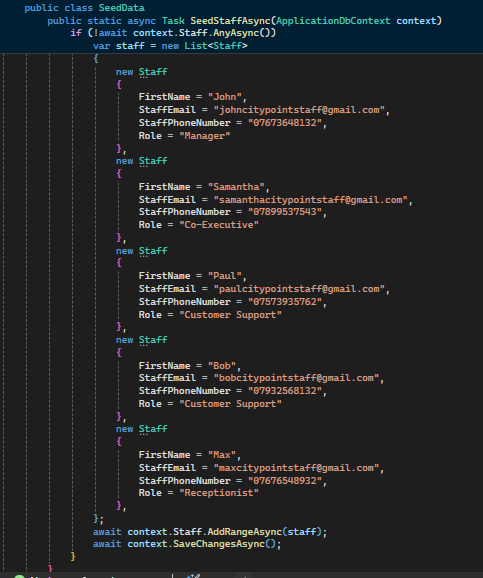 public class SeedData
public static async Task SeedStaffAsync(ApplicationDbContext context)
if (!await context.Staff.AnyAsync())
var staff = new List<Staff>
{
new Staff
{
FirstName = "John",
StaffEmail = "johncitypointstaff@gmail.com",
StaffPhoneNumber = "07673648132",
Role = "Manager"
},
new Staff
{
FirstName = "Samantha",
StaffEmail = "samanthacitypointstaff@gmail.com",
StaffPhoneNumber = "07899537543",
Role = "Co-Executive"
},
new Staff
{
FirstName = "Paul",
StaffEmail = "paulcitypointstaff@gmail.com",
StaffPhoneNumber = "07573935762",
Role = "Customer Support"
},
new Staff
{
FirstName = "Bob",
StaffEmail = "bobcitypointstaff@gmail.com",
StaffPhoneNumber = "07932568132",
Role = "Customer Support"
},
new Staff
{
FirstName = "Max",
StaffEmail = "maxcitypointstaff@gmail.com",
StaffPhoneNumber = "07676548932",
Role = "Receptionist"
},
};
await context.Staff.AddRangeAsync(staff);
await context.SaveChangesAsync();
}
}